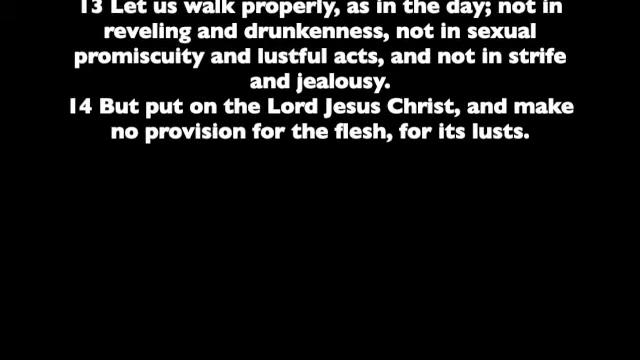 13 Let us walk properly, as in the day; not in
reveling and drunkenness, not in sexual
promiscuity and lustful acts, and not in strife
and jealousy.
14 But put on the Lord Jesus Christ, and make
no provision for the flesh, for its lusts.